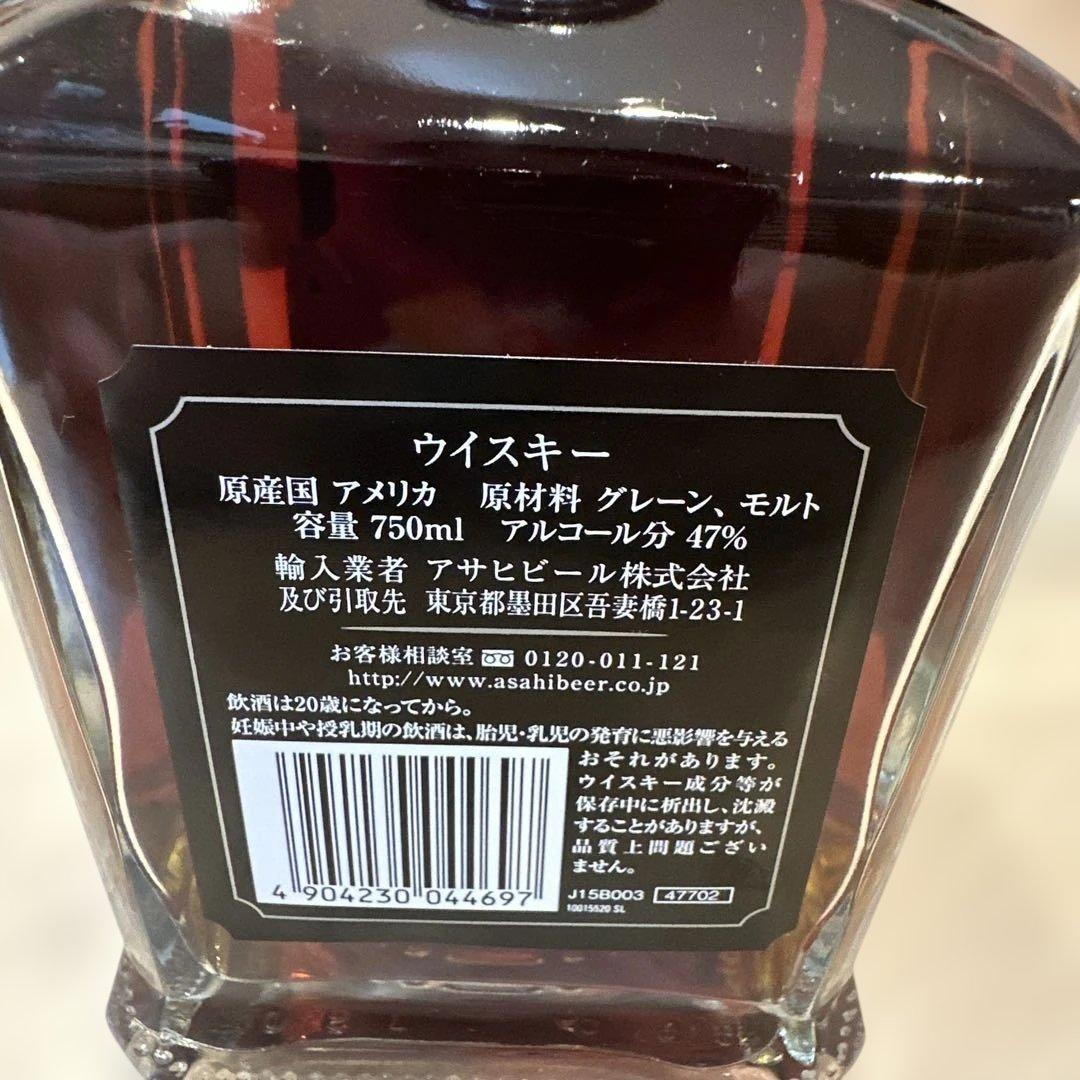 ウイスキー
原産国 アメリカ 原材料 グレーン、モルト
容量 750ml アルコール分 47%
輸入業者 アサヒビール株式会社
及び引取先 東京都墨田区吾妻橋1-23-1
お客様相談室 0120-011-121
http://www.asahibeer.co.jp
飲酒は20歳になってから。
妊娠中や授乳期の飲酒は、胎児・乳児の発育に悪影響を与える
おそれがあります。
ウイスキー成分等が
保存中に析出し、沈澱
することがありますが、
品質上問題ござい
ません。
4 904230 044697
J15B003 47702
10015520 SL